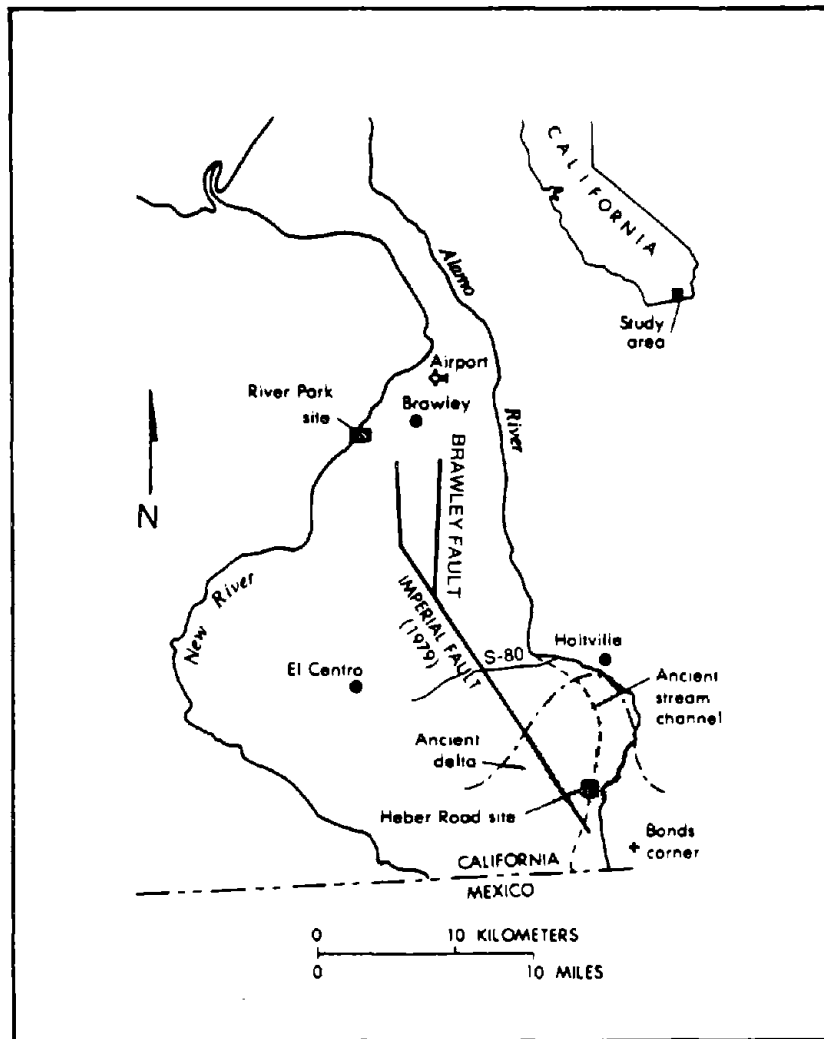 CALIFORNIA
Study
area
Alamo
River
Airport
River Park
site
Brawley
BRAWLEY FAULT
N
New River
IMPERIAL FAULT
(1979)
S-80
Holtville
El Centro
Ancient
stream
channel
Ancient
delta
Heber Road site
Bonds
corner
CALIFORNIA
MEXICO
0 10 KILOMETERS
0 10 MILES